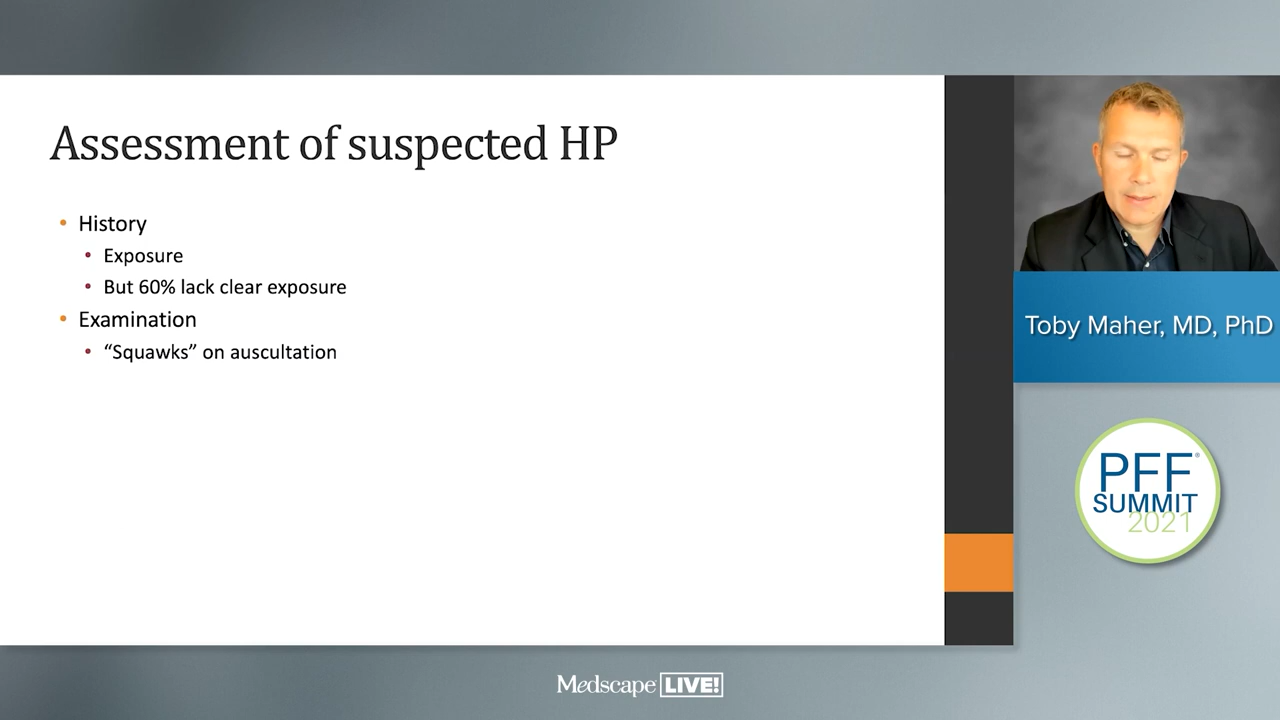 Assessment of suspected HP
• History
• Exposure
• But 60% lack clear exposure
• Examination
• “Squawks” on auscultation
Toby Maher, MD, PhD
PFF®
SUMMIT
2021
Medscape LIVE!